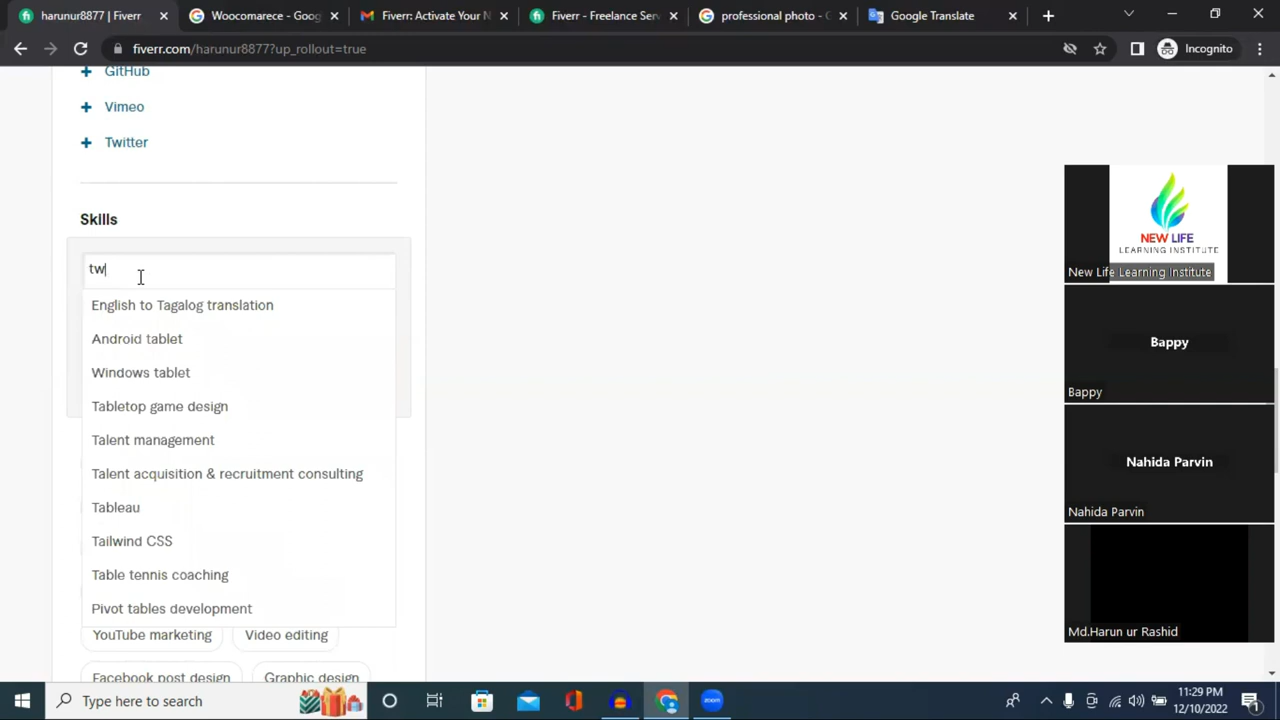 harunur8877 | Fiverr
Woocomarece - Goog
Fiverr: Activate Your N
Fiverr - Freelance Serv
professional photo - G
Google Translate
fiverr.com/harunur8877?up_rollout=true
Incognito
GitHub
Vimeo
Twitter
Skills
tw
English to Tagalog translation
Android tablet
Windows tablet
Tabletop game design
Talent management
Talent acquisition & recruitment consulting
Tableau
Tailwind CSS
Table tennis coaching
Pivot tables development
YouTube marketing
Video editing
Facebook post design
Graphic design
NEW LIFE
LEARNING INSTITUTE
New Life Learning Institute
Bappy
Bappy
Nahida Parvin
Nahida Parvin
Md.Harun ur Rashid
Type here to search
zoom
11:29 PM
12/10/2022
1